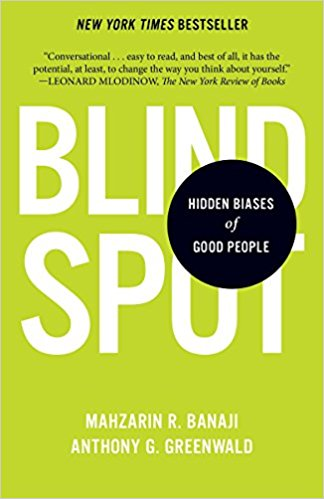 NEW YORK TIMES BESTSELLER
“Conversational . . . easy to read, and best of all, it has the
potential, at least, to change the way you think about yourself.”
—LEONARD MLODINOW, The New York Review of Books
BLIND
SPOT
HIDDEN BIASES
of
GOOD PEOPLE
MAHZARIN R. BANAJI
ANTHONY G. GREENWALD